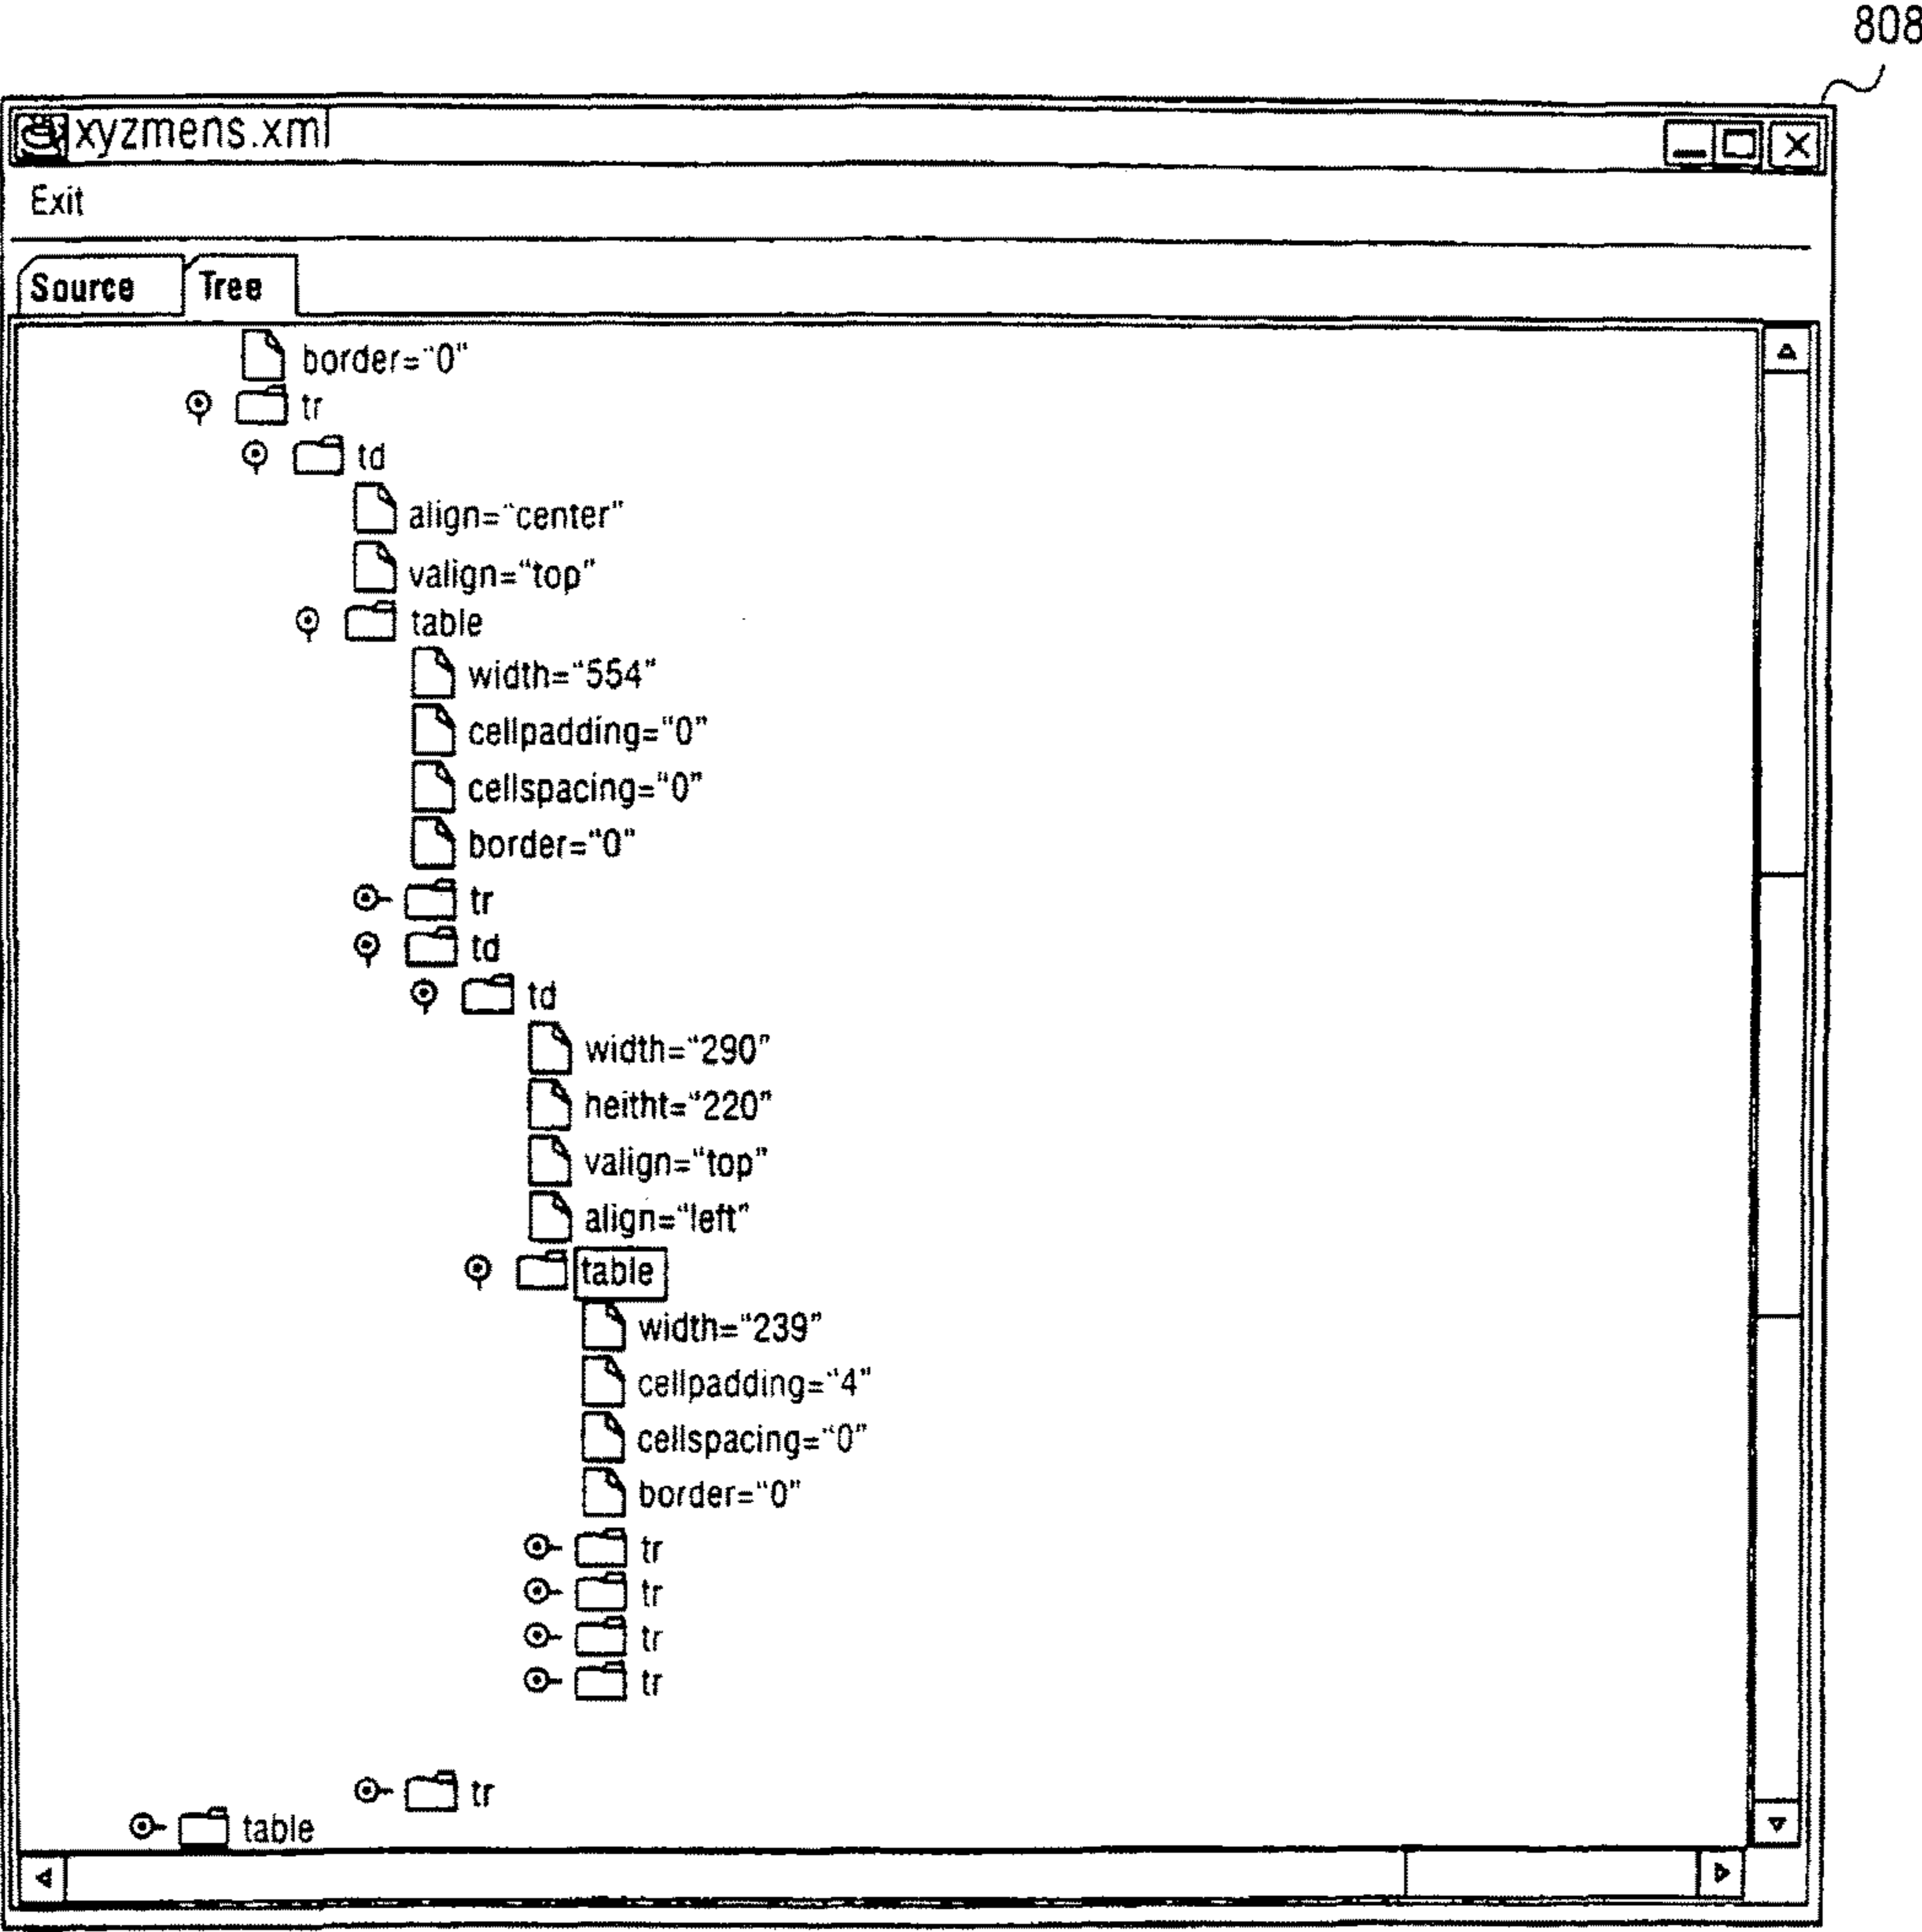 808
xyzmens.xml
Exit
Source Tree
border="0"
tr
td
align="center"
valign="top"
table
width="554"
cellpadding="0"
cellspacing="0"
border="0"
tr
td
td
width="290"
heitht="220"
valign="top"
align="left"
table
width="239"
cellpadding="4"
cellspacing="0"
border="0"
tr
tr
tr
tr
tr
table